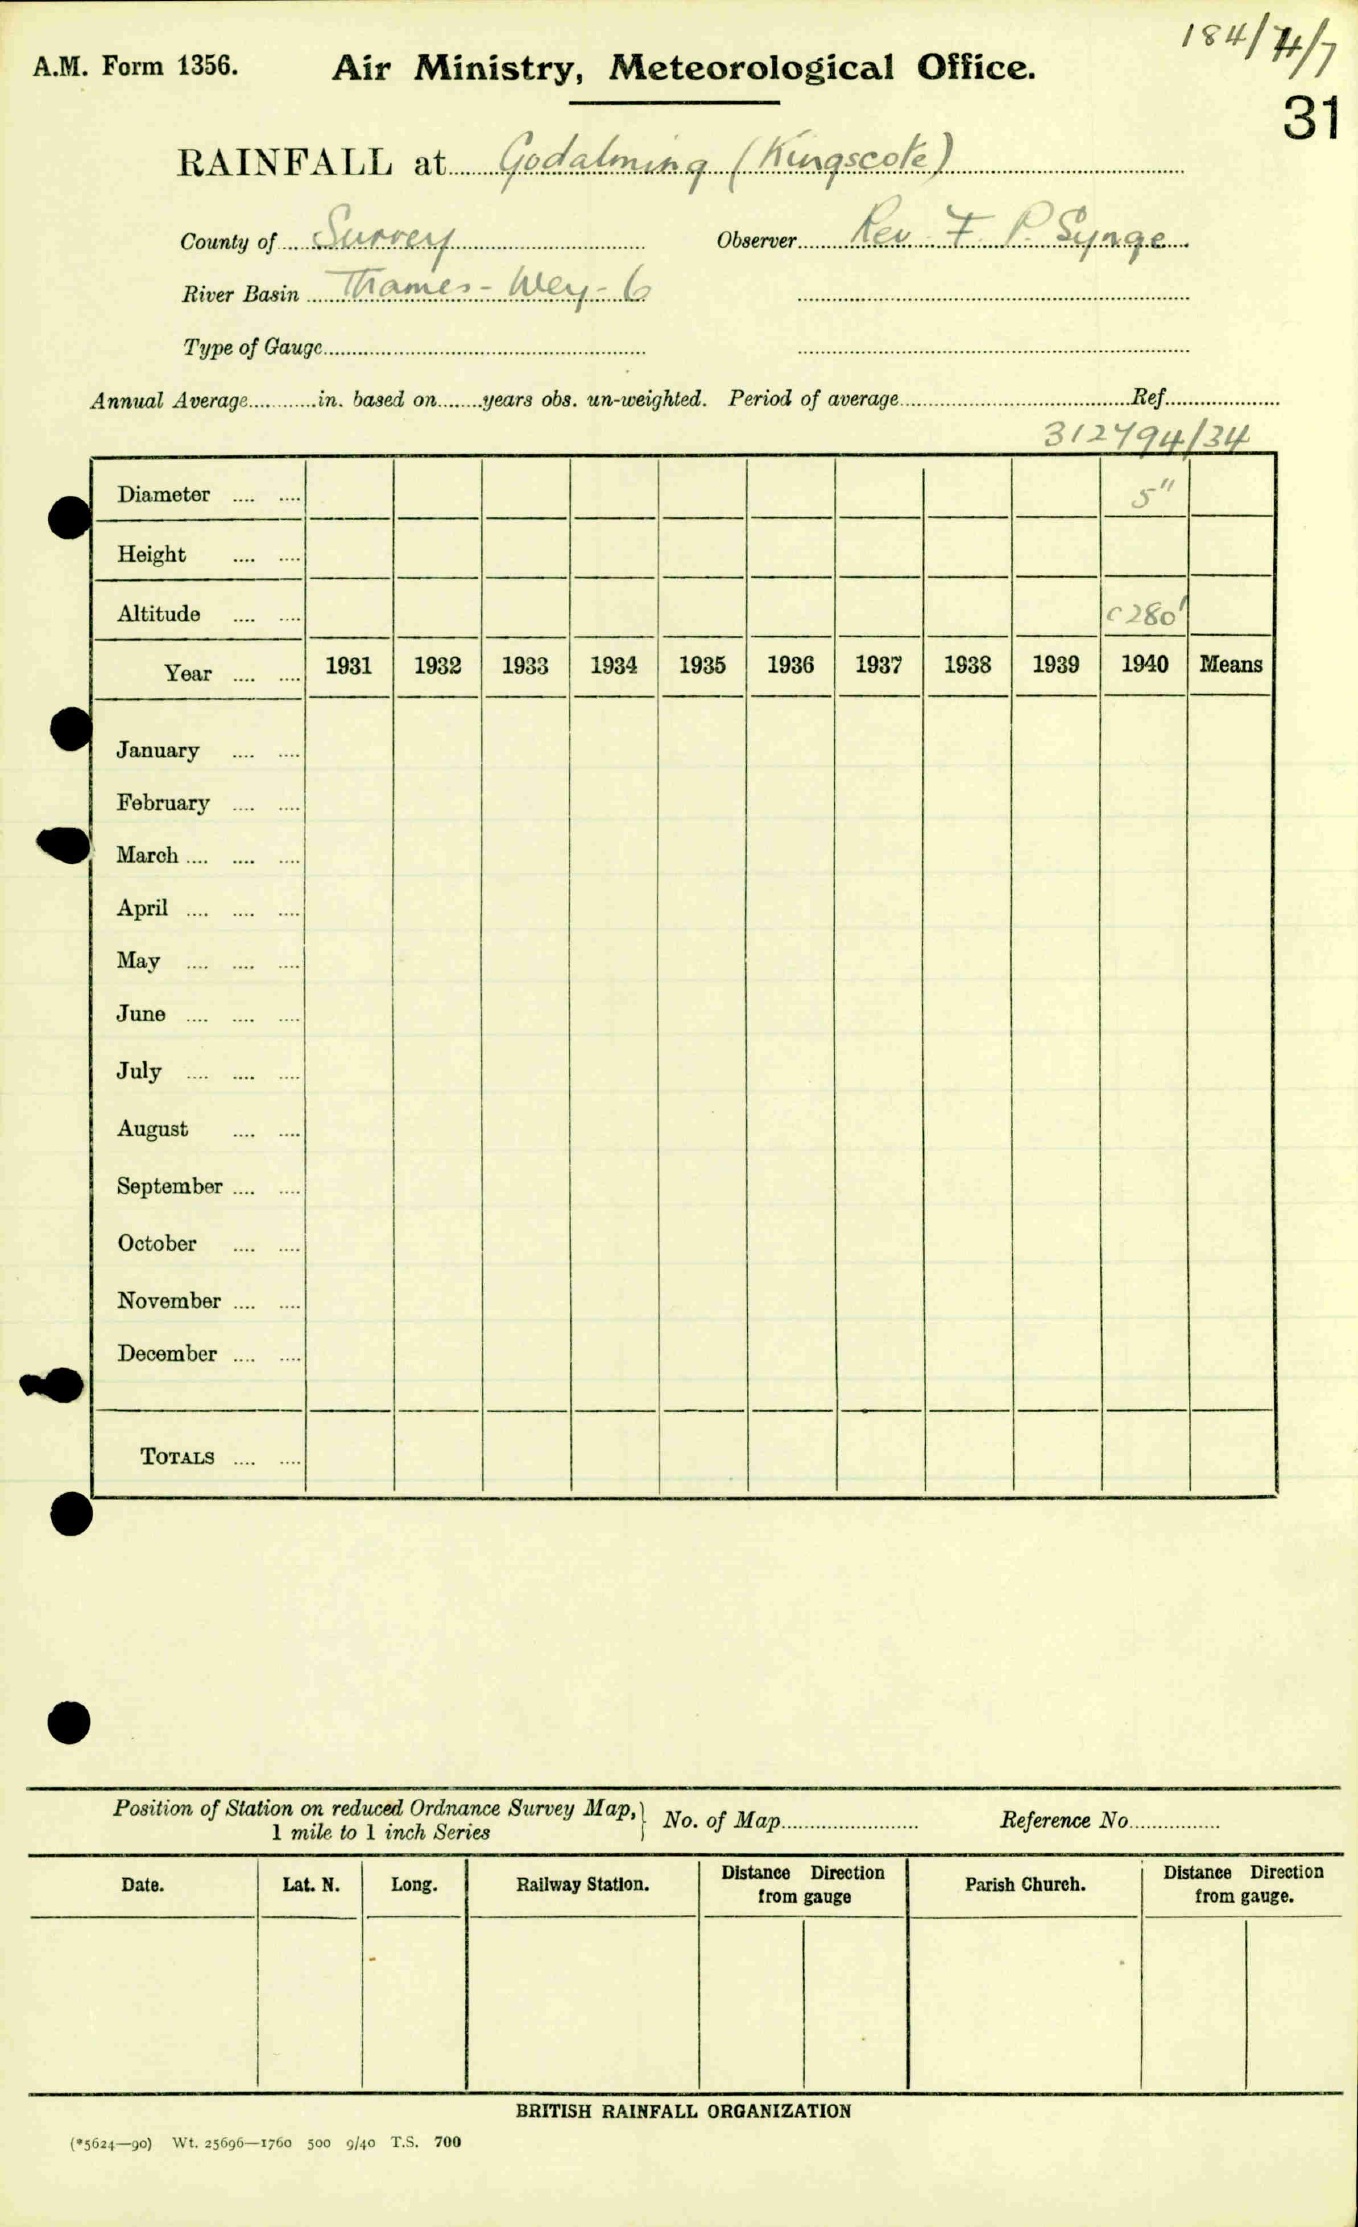 184/4/7
A.M. Form 1356.
Air Ministry, Meteorological Office.
31
RAINFALL at Godalming (Kingscote)
County of Surrey Observer Rev. F. P. Synge
River Basin Thames - Wey - 6
Type of Gauge
Annual Average in. based on years obs. un-weighted. Period of average Ref.
312794/34
Diameter 5"
Height
Altitude c 280'
Year 1931 1932 1933 1934 1935 1936 1937 1938 1939 1940 Means
January
February
March
April
May
June
July
August
September
October
November
December
TOTALS
Position of Station on reduced Ordnance Survey Map,
1 mile to 1 inch Series
No. of Map Reference No.
Date. Lat. N. Long. Railway Station. Distance Direction from gauge Parish Church. Distance Direction from gauge.
BRITISH RAINFALL ORGANIZATION
(*5624—90) Wt. 25696—1760 500 9/40 T.S. 700